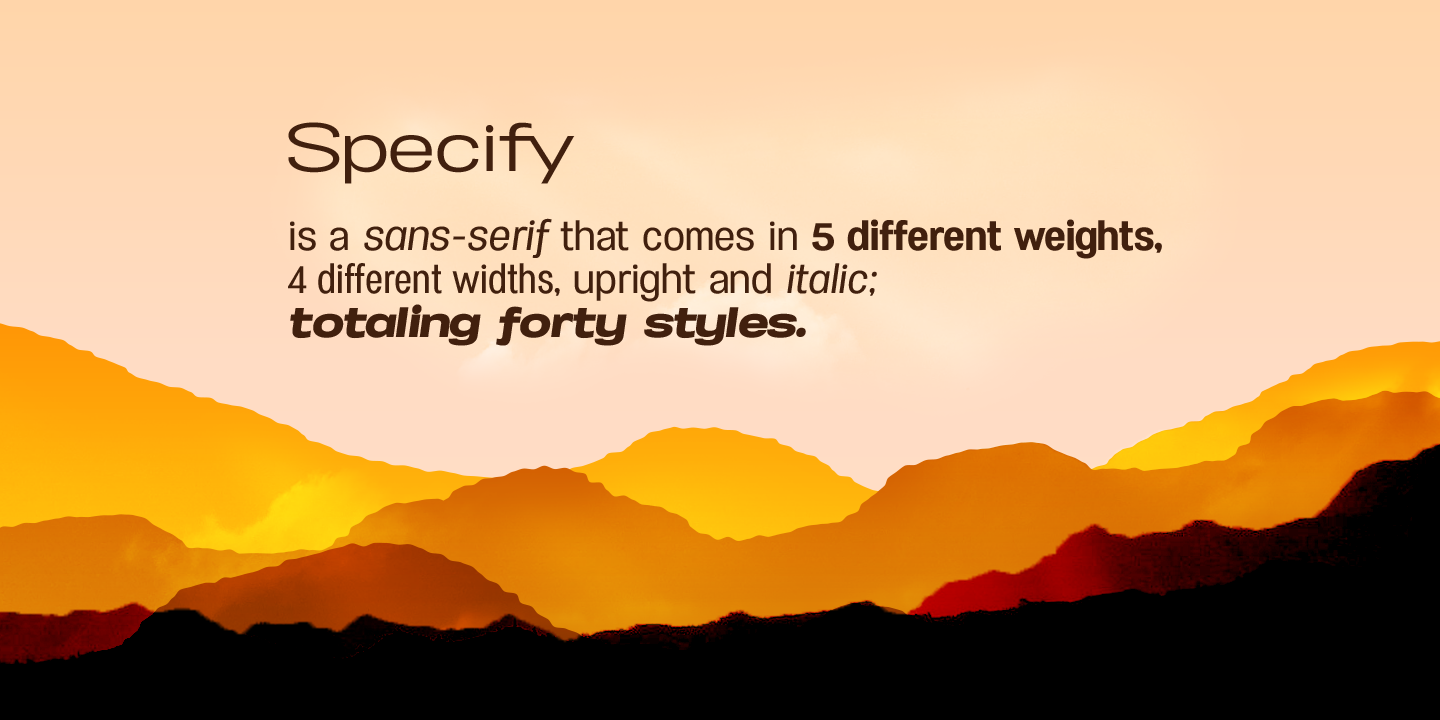 Specify
is a sans-serif that comes in 5 different weights,
4 different widths, upright and italic;
totaling forty styles.